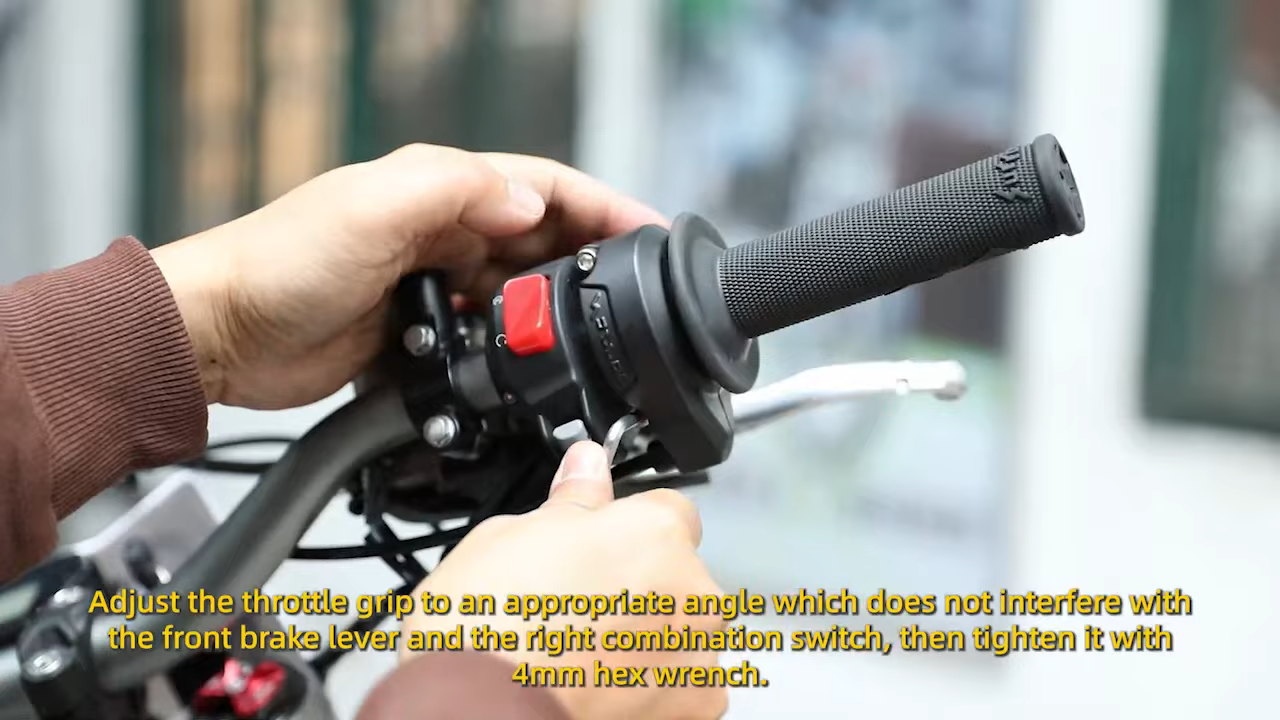 Adjust the throttle grip to an appropriate angle which does not interfere with
the front brake lever and the right combination switch, then tighten it with
4mm hex wrench.